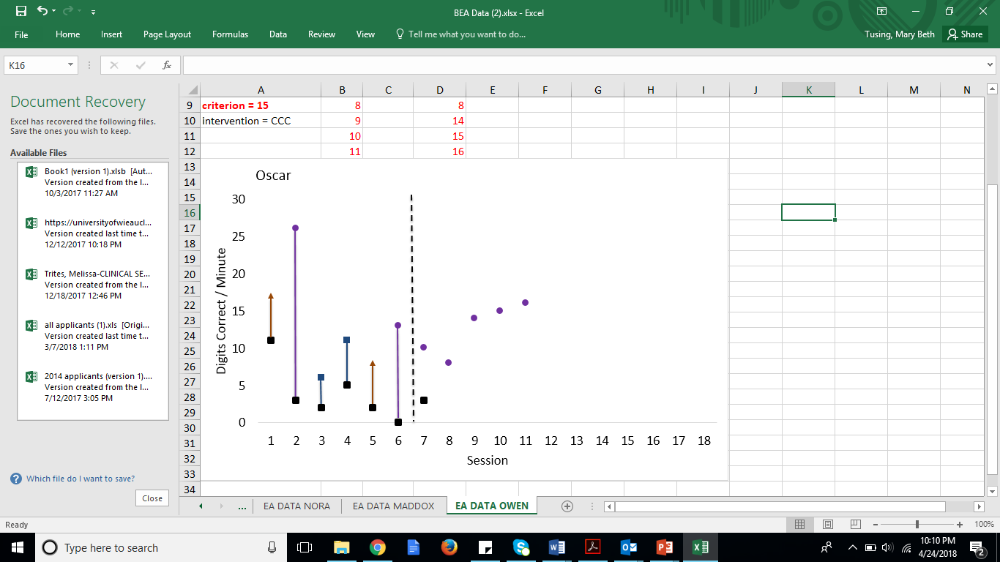 BEA Data (2).xlsx - Excel
File Home Insert Page Layout Formulas Data Review View Tell me what you want to do... Tusing, Mary Beth Share
K16 fx
Document Recovery
Excel has recovered the following files.
Save the ones you wish to keep.
Available Files
Book1 (version 1).xlsb [Aut...
Version created from the l...
10/3/2017 11:27 AM
https://universityofwieaucl...
Version created last time t...
12/12/2017 10:18 PM
Trites, Melissa-CLINICAL SE...
Version created from the l...
12/18/2017 12:46 PM
all applicants (1).xls [Origi...
Version created last time t...
3/7/2018 1:11 PM
2014 applicants (version 1)....
Version created from the l...
7/12/2017 3:05 PM
Which file do I want to save?
Close
A B C D E F G H I J K L M N
9 criterion = 15 8 8
10 intervention = CCC 9 14
11 10 15
12 11 16
13
14
15
16
17
18
19
20
21
22
23
24
25
26
27
28
29
30
31
32
33
34
Oscar
30
25
20
15
10
5
0
Digits Correct / Minute
1 2 3 4 5 6 7 8 9 10 11 12 13 14 15 16 17 18
Session
... EA DATA NORA EA DATA MADDOX EA DATA OWEN
Ready 100%
Type here to search
10:10 PM
4/24/2018
2